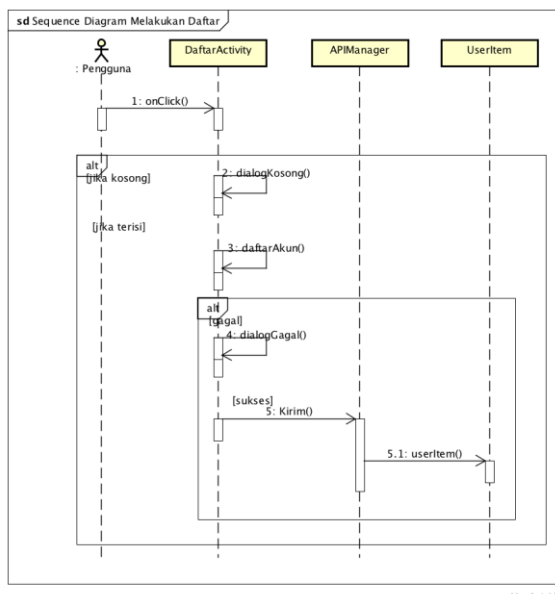 sd Sequence Diagram Melakukan Daftar
DaftarActivity
APIManager
UserItem
: Pengguna
1: onClick()
alt
[jika kosong]
2: dialogKosong()
[jika terisi]
3: daftarAkun()
alt
[gagal]
4: dialogGagal()
[sukses]
5: Kirim()
5.1: userItem()